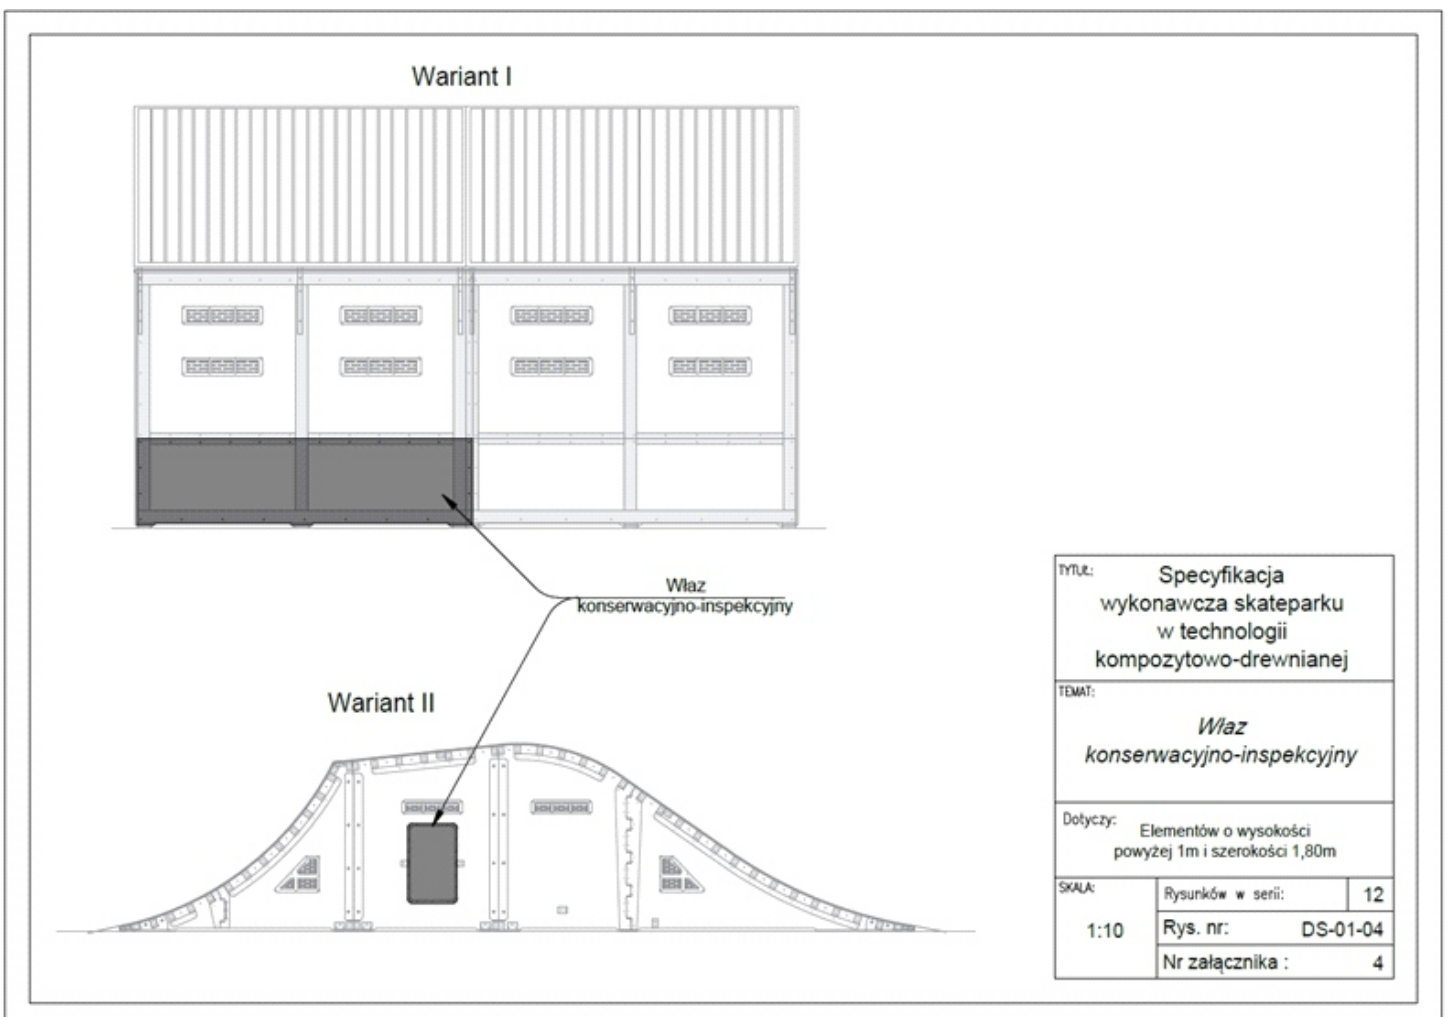 Wariant I
Właz
konserwacyjno-inspekcyjny
Wariant II
TYTUŁ:
Specyfikacja
wykonawcza skateparku
w technologii
kompozytowo-drewnianej
TEMAT:
Właz
konserwacyjno-inspekcyjny
Dotyczy:
Elementów o wysokości
powyżej 1m i szerokości 1,80m
SKALA:
1:10
Rysunków w serii: 12
Rys. nr: DS-01-04
Nr załącznika : 4